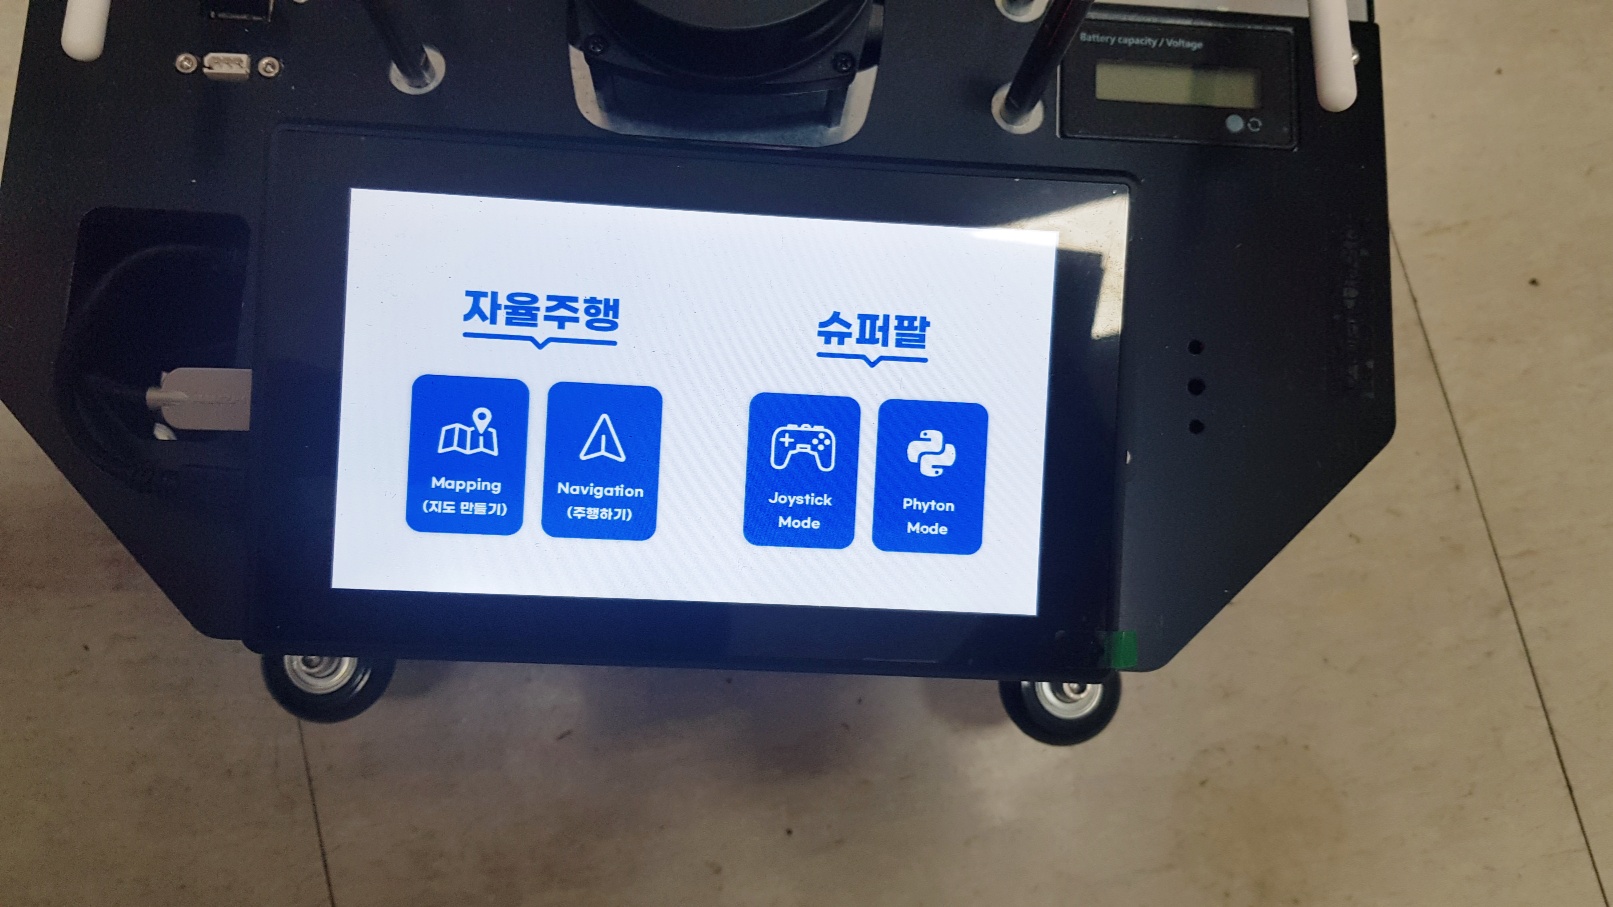 Battery capacity / Voltage
자율주행
슈퍼팔
Mapping
(지도 만들기)
Navigation
(주행하기)
Joystick
Mode
Phyton
Mode